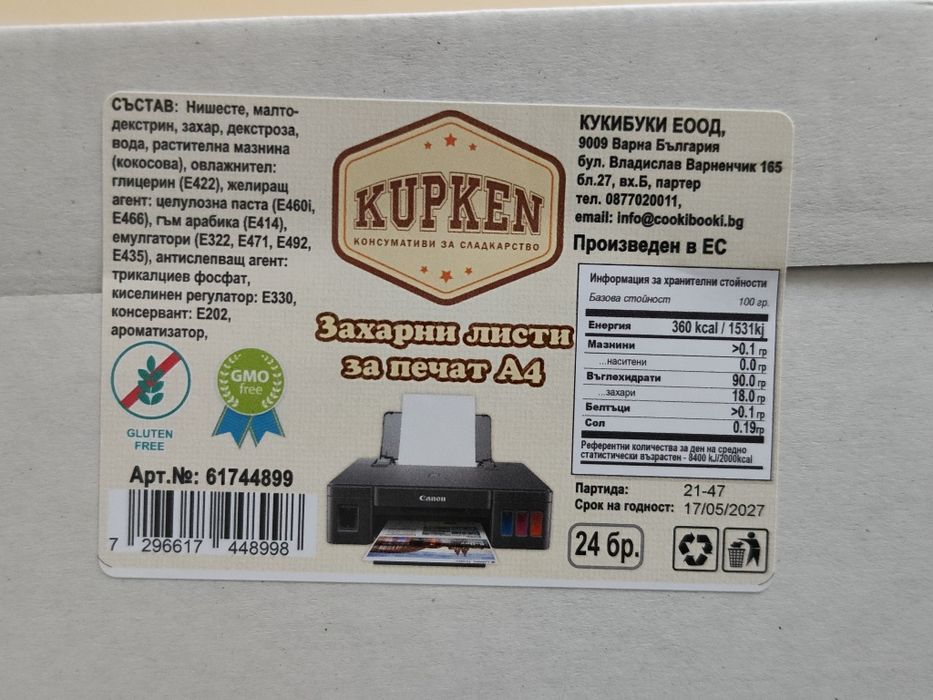 СЪСТАВ: Нишесте, малто-
декстрин, захар, декстроза,
вода, растителна мазнина
(кокосова), овлажнител:
глицерин (E422), желиращ
агент: целулозна паста (E460i,
E466), гъм арабика (E414),
емулгатори (E322, E471, E492,
E435), антислепващ агент:
трикалциев фосфат,
киселинен регулатор: E330,
консервант: E202,
ароматизатор,
GLUTEN
FREE
GMO
free
Арт.№: 61744899
7 296617 448998
KUPKEN
КОНСУМАТИВИ ЗА СЛАДКАРСТВО
Захарни листи
за печат А4
Canon
КУКИБУКИ ЕООД,
9009 Варна България
бул. Владислав Варненчик 165
бл.27, вх.Б, партер
тел. 0877020011,
email: info@cookibooki.bg
Произведен в ЕС
Информация за хранителни стойности
Базова стойност 100 гр.
Енергия 360 kcal / 1531kj
Мазнини >0.1 гр
...наситени 0.0 гр
Въглехидрати 90.0 гр
...захари 18.0 гр
Белтъци >0.1 гр
Сол 0.19гр
Референтни количества за ден на средно
статистически възрастен - 8400 kJ/2000kcal
Партида: 21-47
Срок на годност: 17/05/2027
24 бр.